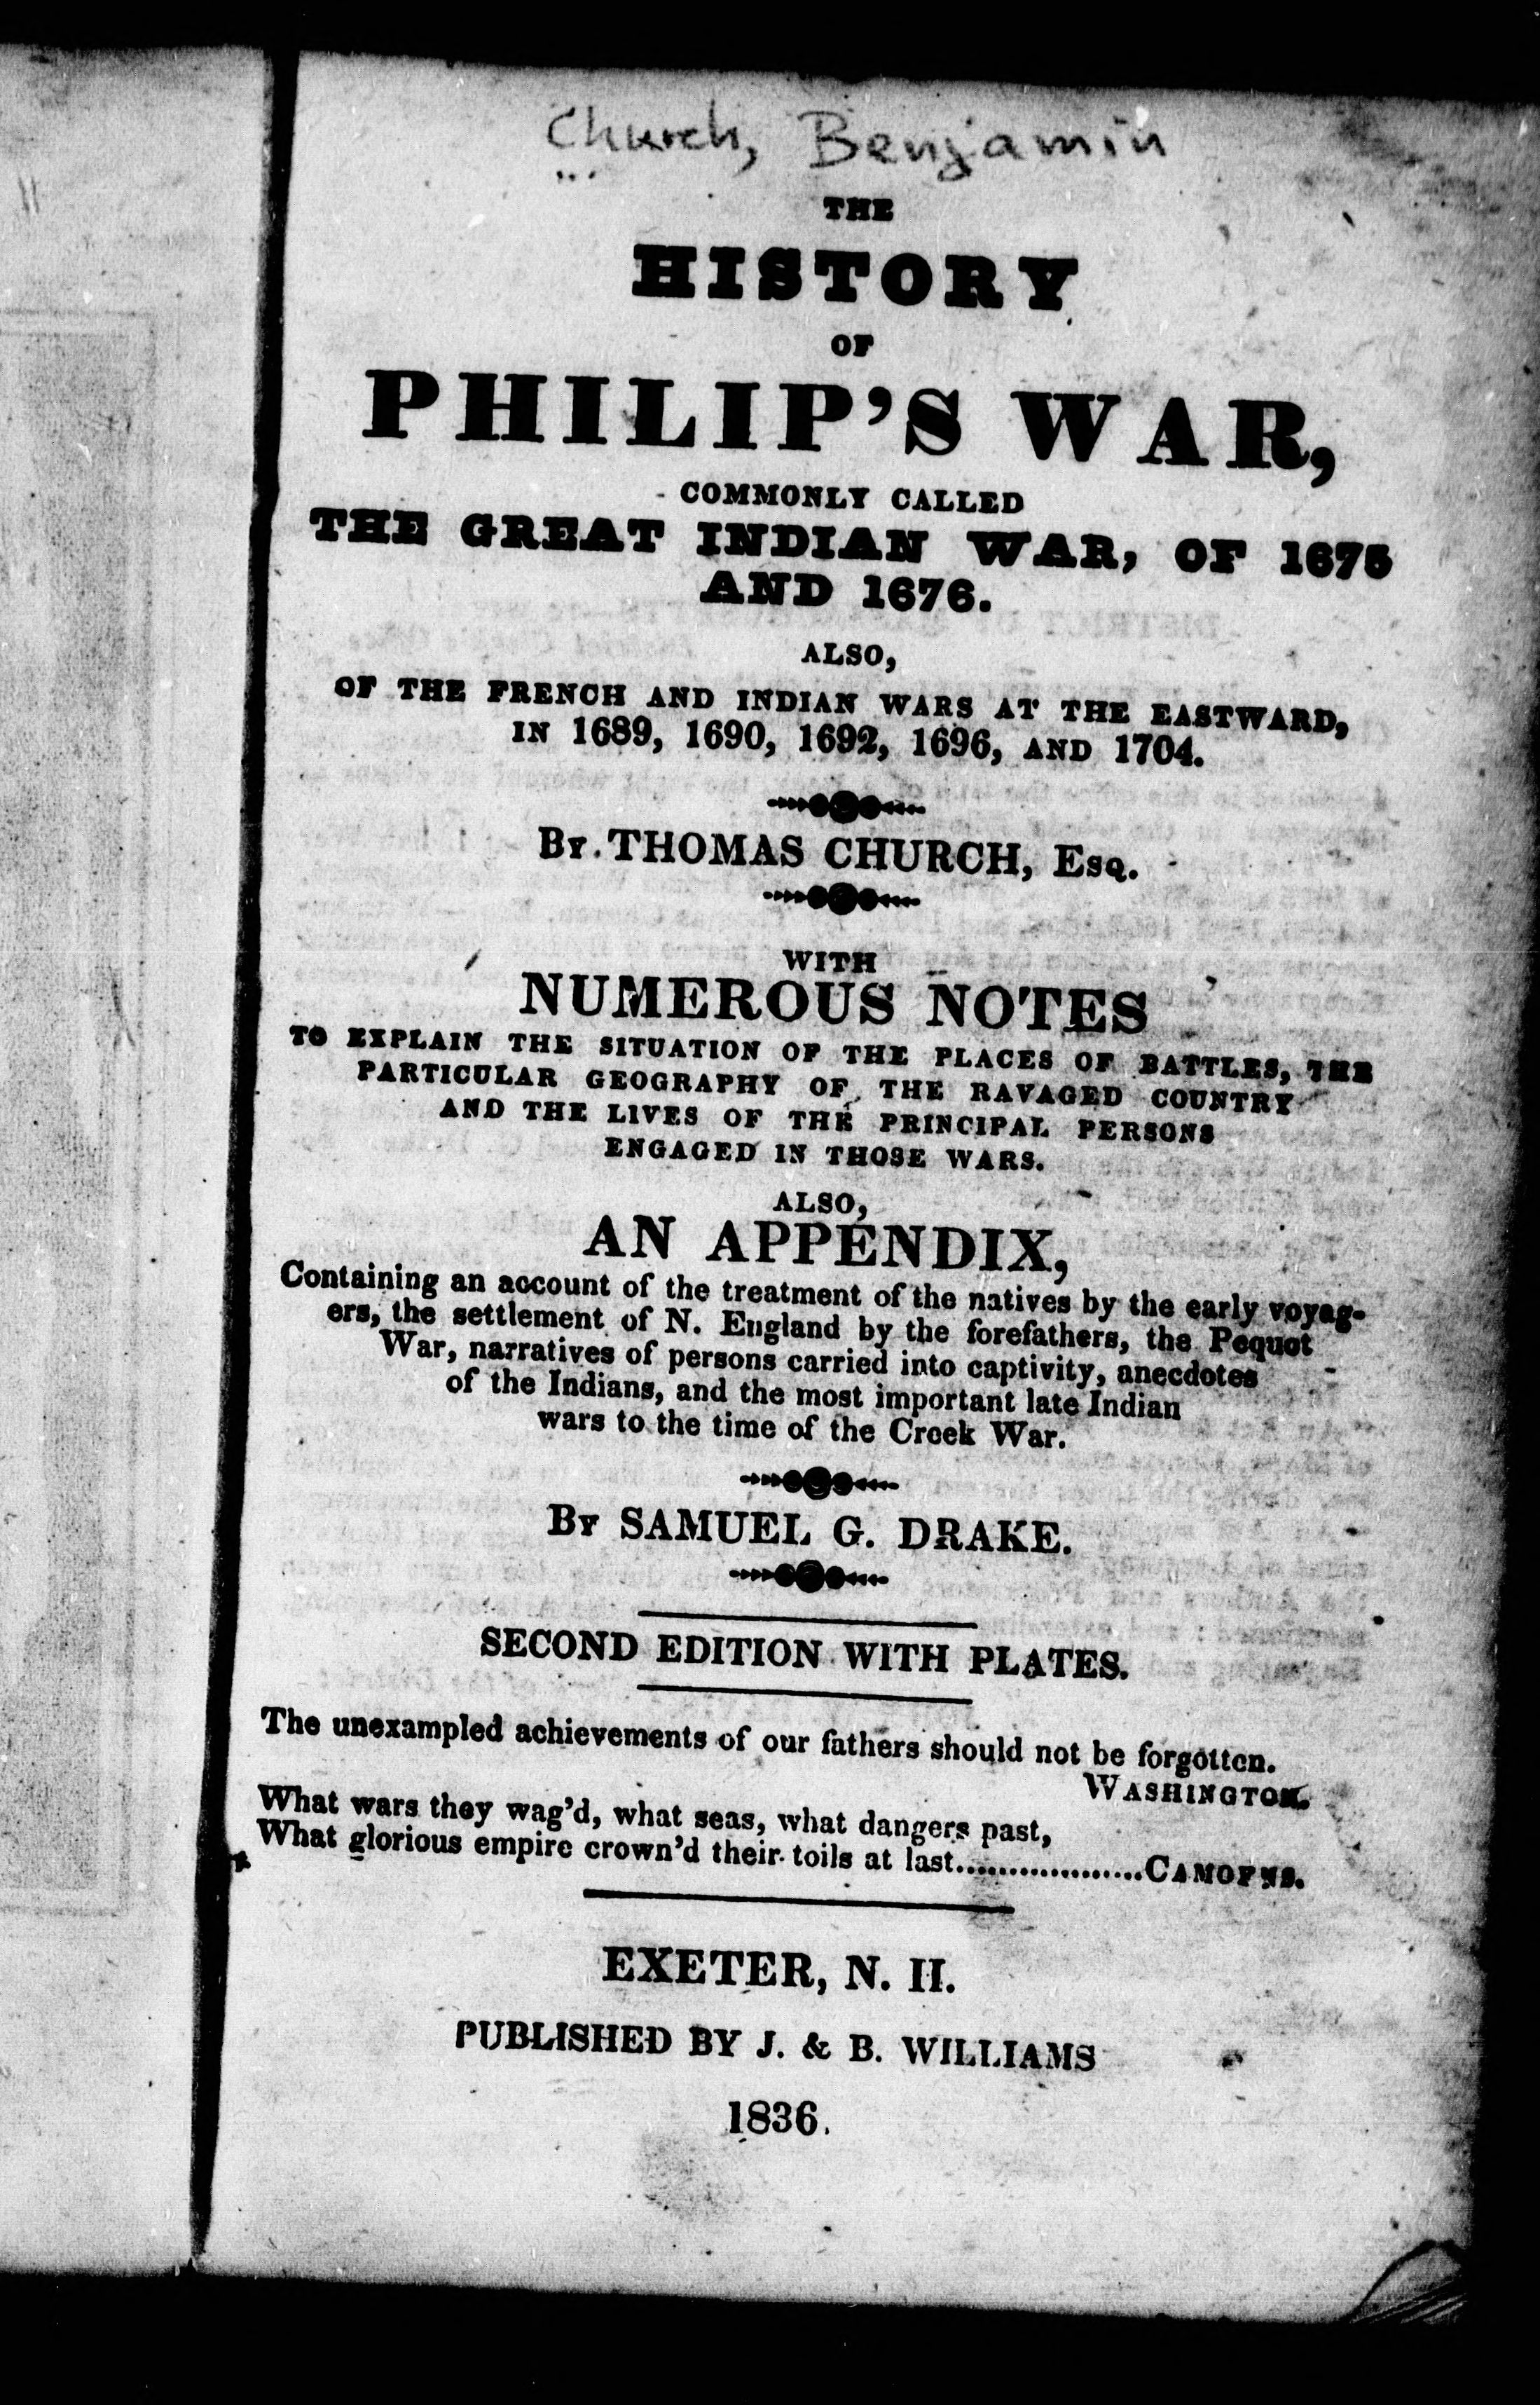 Church, Benjamin
THE
HISTORY
OF
PHILIP'S WAR,
COMMONLY CALLED
THE GREAT INDIAN WAR, OF 1675
AND 1676.
ALSO,
OF THE FRENCH AND INDIAN WARS AT THE EASTWARD,
IN 1689, 1690, 1692, 1696, AND 1704.
BY THOMAS CHURCH, ESQ.
WITH
NUMEROUS NOTES
TO EXPLAIN THE SITUATION OF THE PLACES OF BATTLES, THE
PARTICULAR GEOGRAPHY OF THE RAVAGED COUNTRY
AND THE LIVES OF THE PRINCIPAL PERSONS
ENGAGED IN THOSE WARS.
ALSO,
AN APPENDIX,
Containing an account of the treatment of the natives by the early voyag-
ers, the settlement of N. England by the forefathers, the Pequot
War, narratives of persons carried into captivity, anecdotes
of the Indians, and the most important late Indian
wars to the time of the Creek War.
BY SAMUEL G. DRAKE.
SECOND EDITION WITH PLATES.
The unexampled achievements of our fathers should not be forgotten.
WASHINGTON.
What wars they wag'd, what seas, what dangers past,
What glorious empire crown'd their toils at last...................CAMOENS.
EXETER, N. H.
PUBLISHED BY J. & B. WILLIAMS
1836.